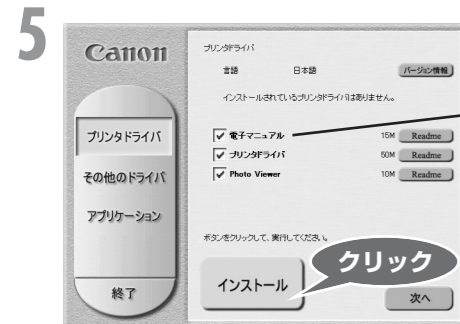 5
Canon
プリンタドライバ
言語 日本語 バージョン情報
インストールされているプリンタドライバはありません。
電子マニュアル 15M Readme
プリンタドライバ 50M Readme
Photo Viewer 10M Readme
プリンタドライバ
その他のドライバ
アプリケーション
ボタンをクリックして、実行してください。
クリック
インストール
終了
次へ